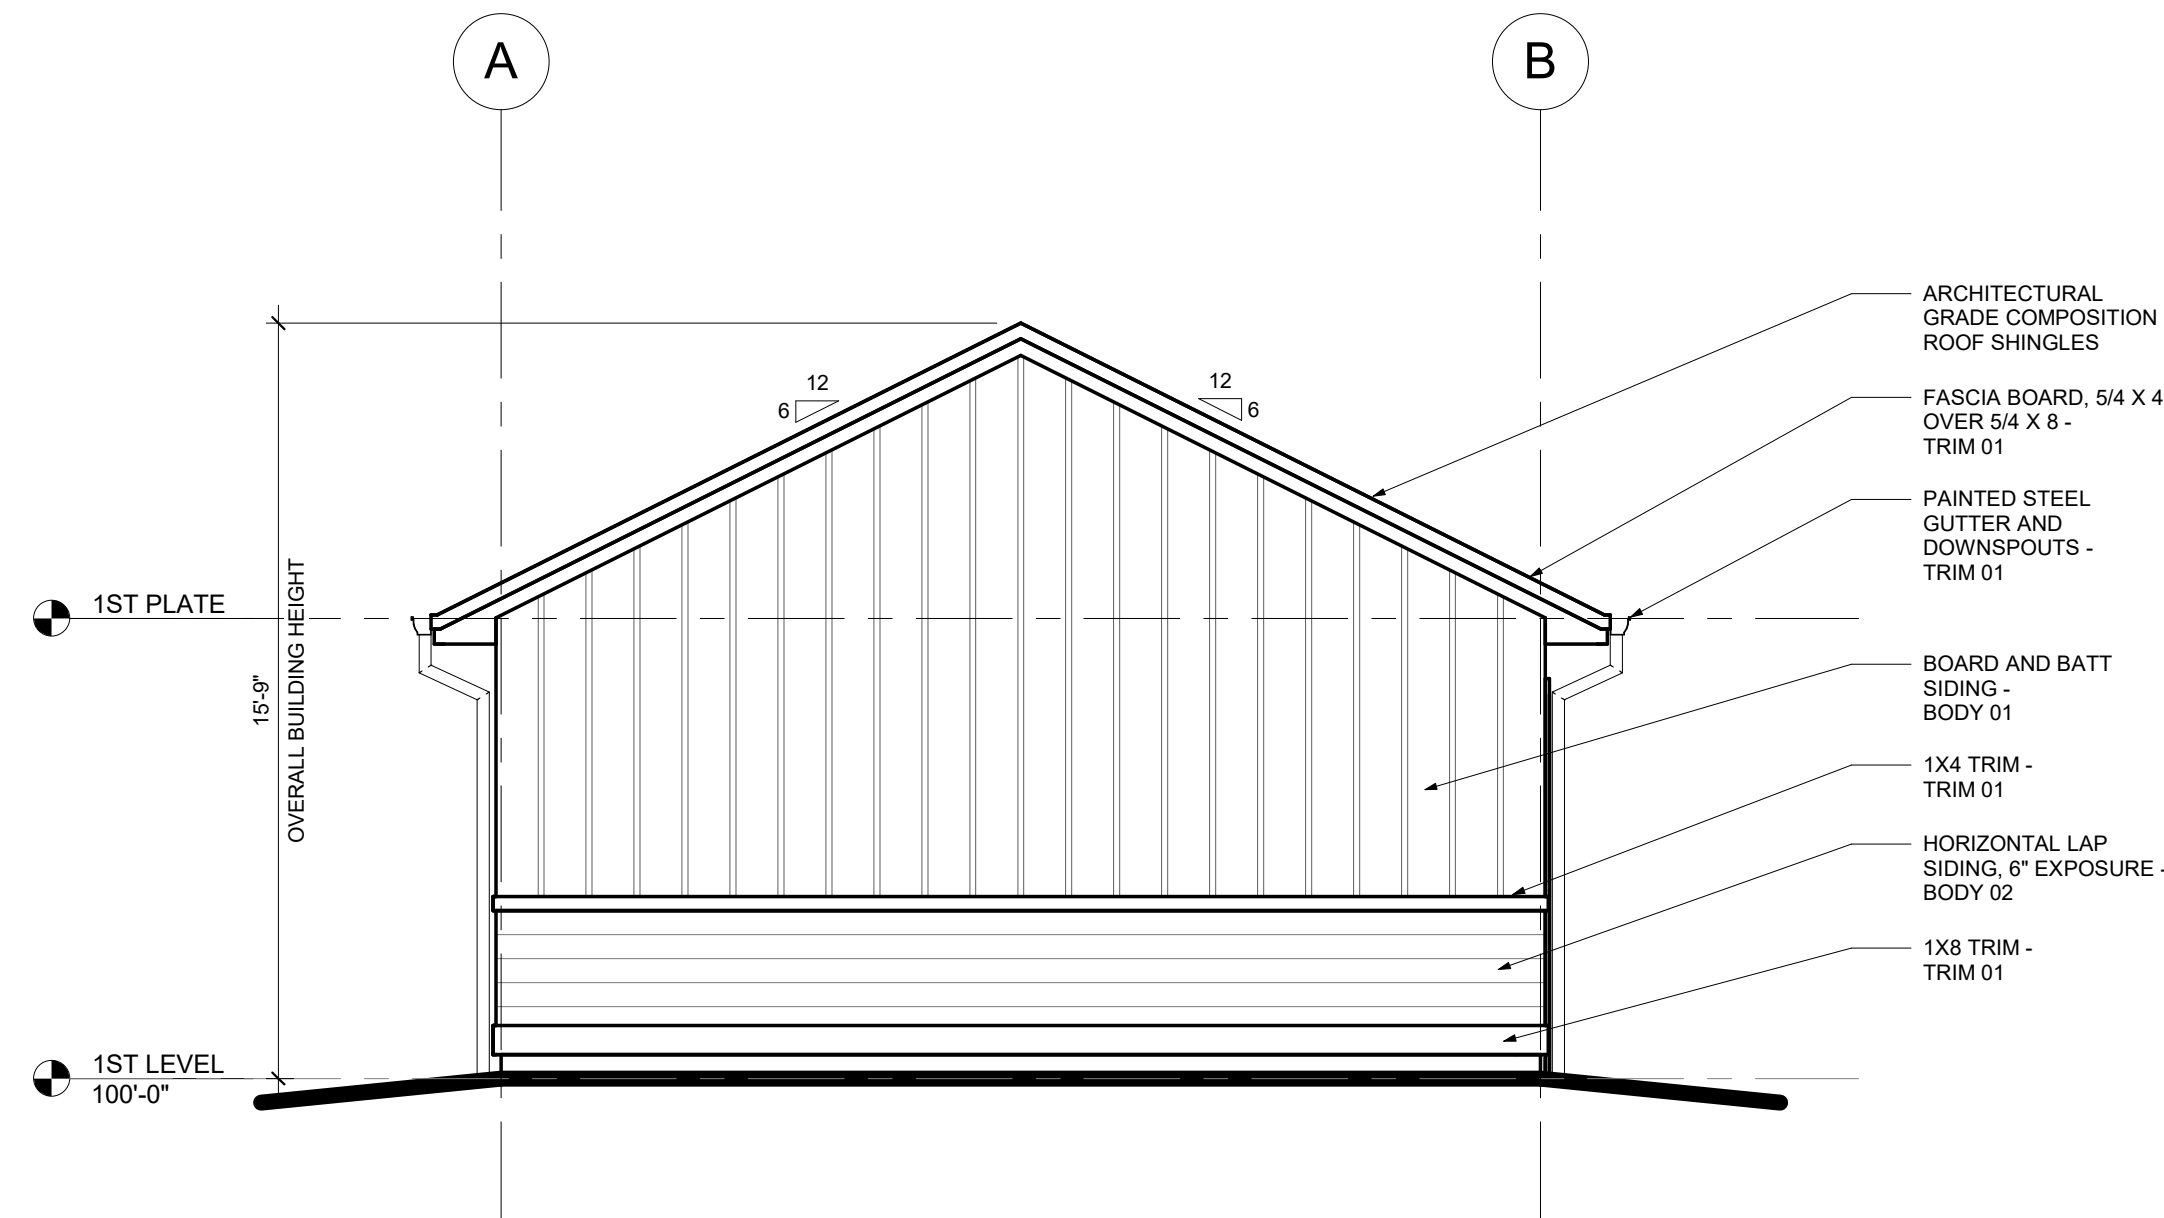 A
B
ARCHITECTURAL
GRADE COMPOSITION
ROOF SHINGLES
12
6
12
6
FASCIA BOARD, 5/4 X 4
OVER 5/4 X 8 -
TRIM 01
PAINTED STEEL
GUTTER AND
DOWNSPOUTS -
TRIM 01
1ST PLATE
15'-9"
OVERALL BUILDING HEIGHT
BOARD AND BATT
SIDING -
BODY 01
1X4 TRIM -
TRIM 01
HORIZONTAL LAP
SIDING, 6" EXPOSURE -
BODY 02
1X8 TRIM -
TRIM 01
1ST LEVEL
100'-0"